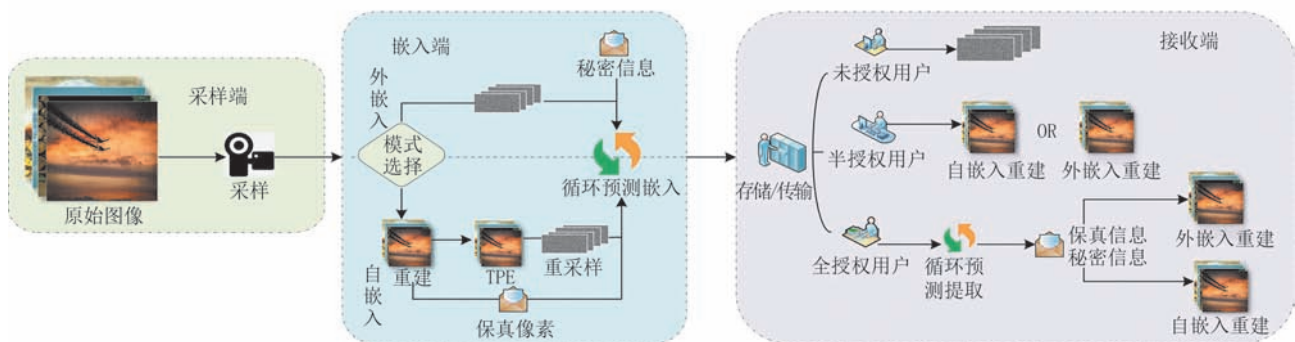 采样端
原始图像
采样
嵌入端
外嵌入
秘密信息
模式
选择
循环预测嵌入
自嵌入
重建
TPE
重采样
保真像素
接收端
存储/传输
未授权用户
半授权用户
自嵌入重建
OR
外嵌入重建
全授权用户
循环预
测提取
保真信息
秘密信息
外嵌入重建
自嵌入重建